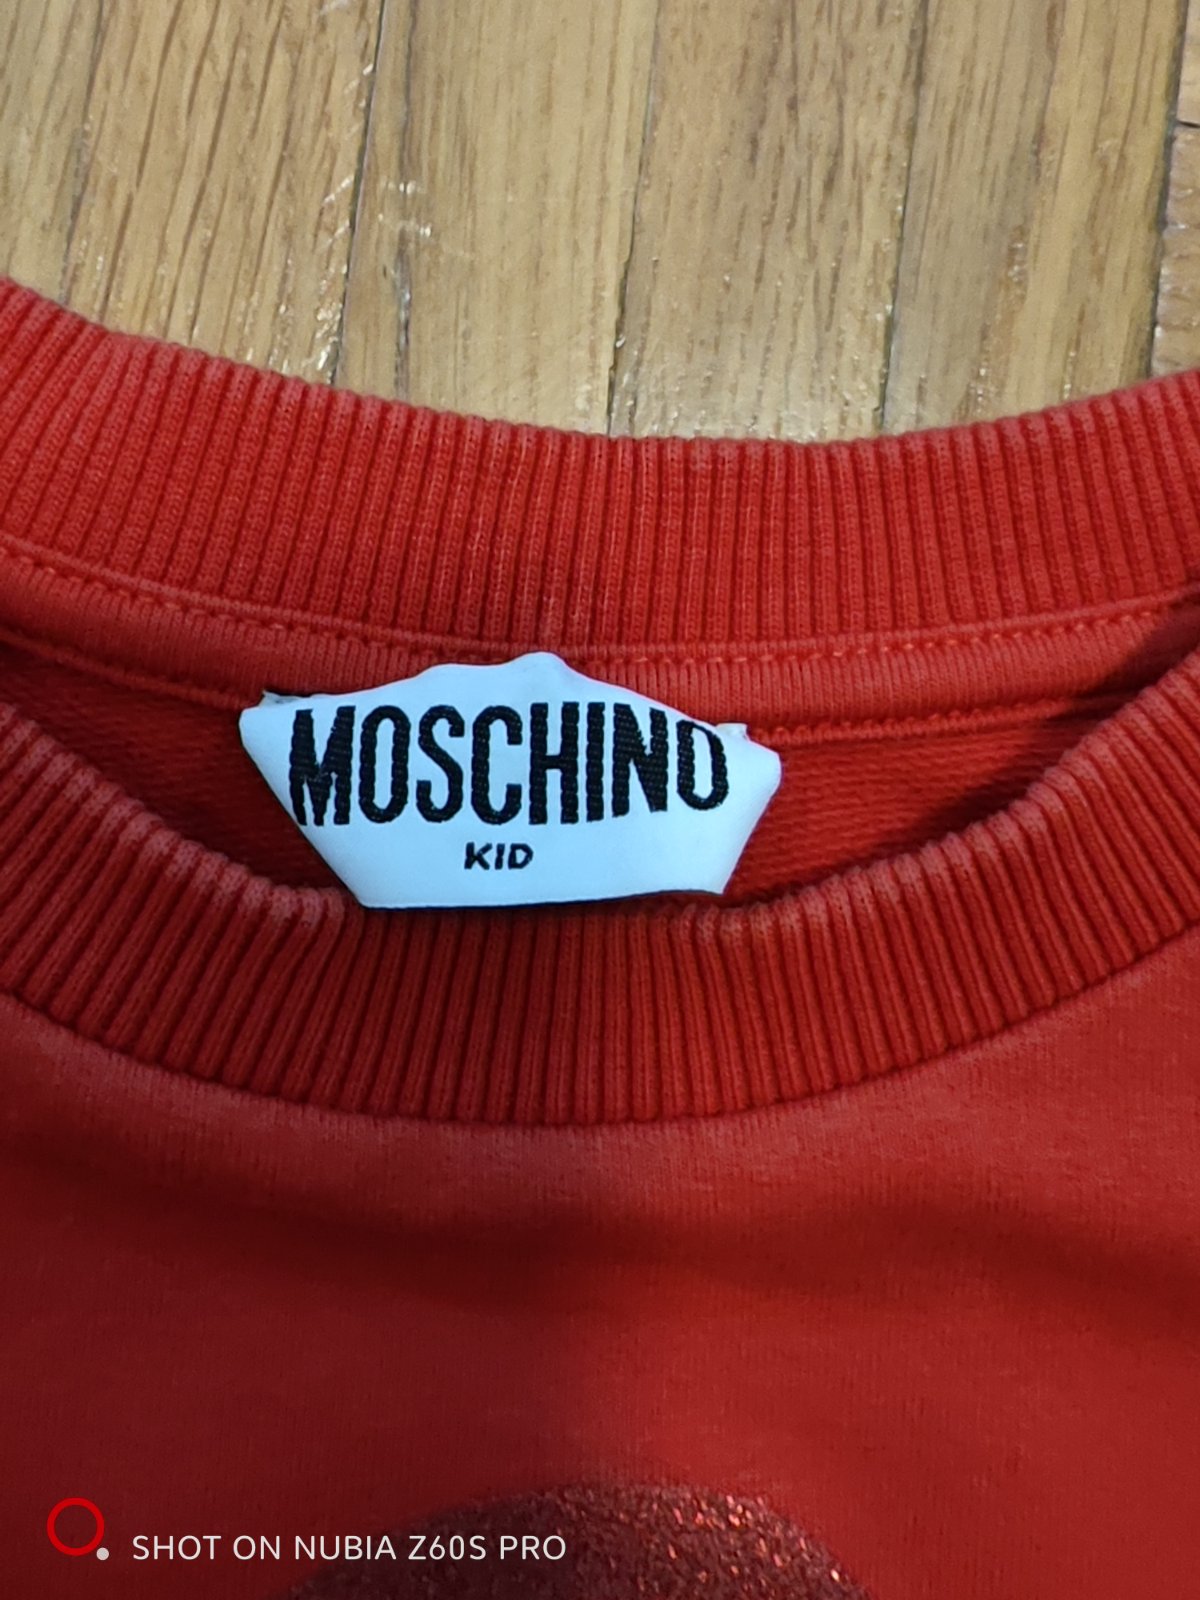 MOSCHINO
KID
SHOT ON NUBIA Z60S PRO